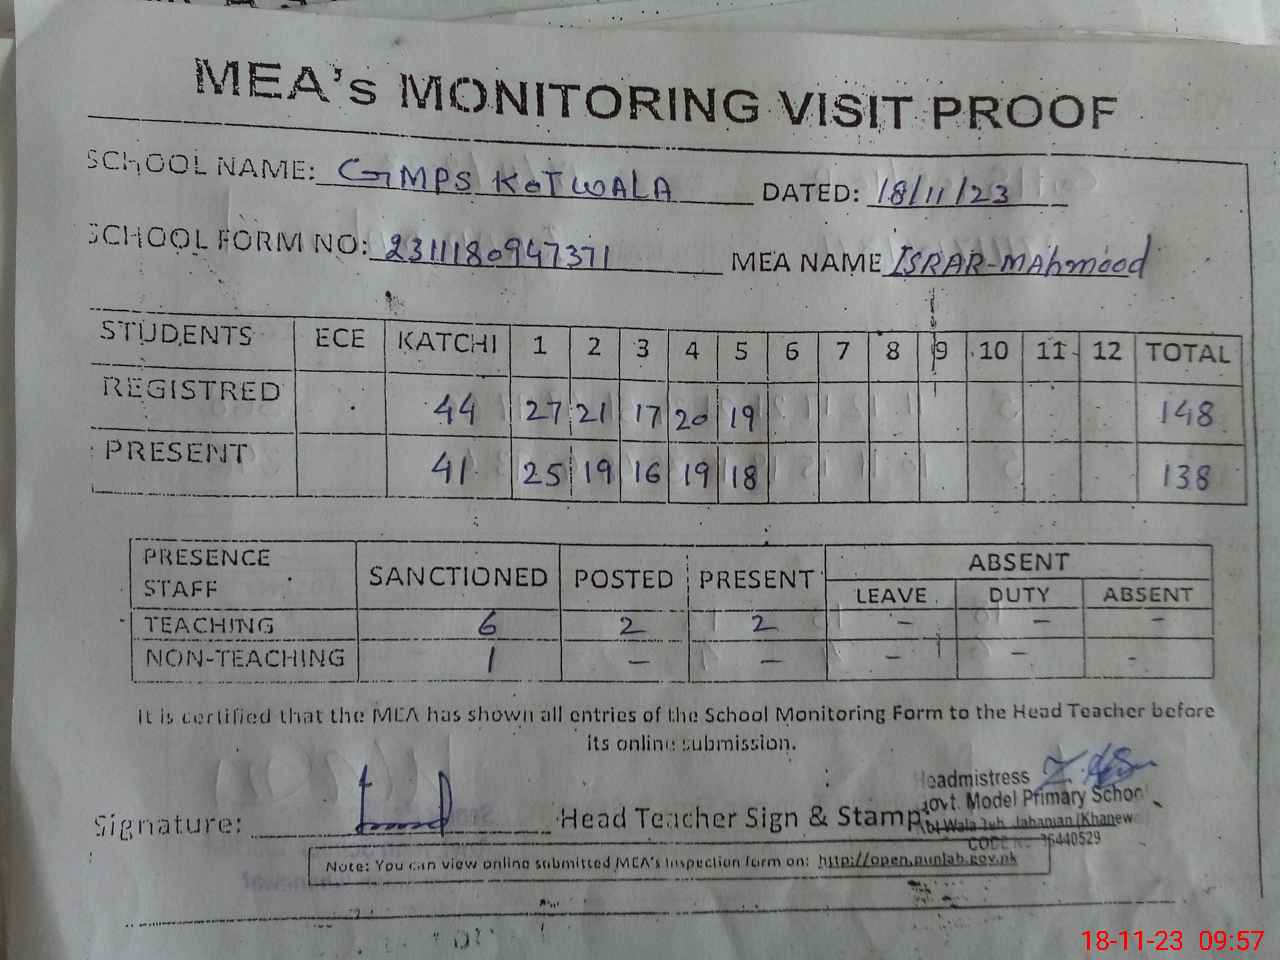 MEA's MONITORING VISIT PROOF
SCHOOL NAME: GMPS KOTWALA DATED: 18/11/23
SCHOOL FORM NO: 2311180947371 MEA NAME ISRAR-MAhmood
STUDENTS ECE KATCHI 1 2 3 4 5 6 7 8 9 10 11 12 TOTAL
REGISTRED 44 27 21 17 20 19 148
PRESENT 41 25 19 16 19 18 138
PRESENCE STAFF SANCTIONED POSTED PRESENT ABSENT
LEAVE DUTY ABSENT
TEACHING 6 2 2 - - -
NON-TEACHING 1 - - - - -
It is certified that the MEA has shown all entries of the School Monitoring Form to the Head Teacher before
its online submission.
Headmistress
Govt. Model Primary School
Signature: Head Teacher Sign & Stamp:
Wala Jahanian (Khanew
CODE 36440529
Note: You can view online submitted MEA's Inspection form on: http://open.punjab.gov.pk
18-11-23 09:57